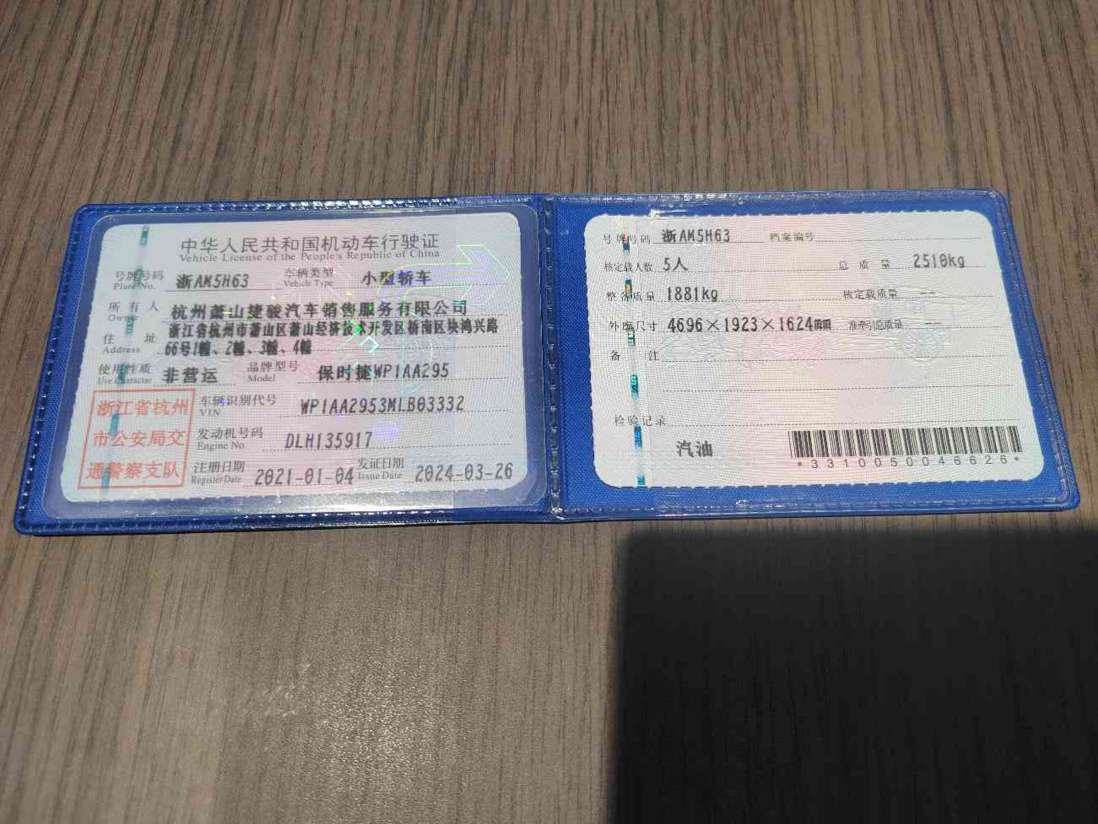 中华人民共和国机动车行驶证
Vehicle License of the People's Republic of China
号牌号码 浙AM5H63 车辆类型 小型轿车
Plate No. Vehicle Type
所有人 杭州萧山捷骏汽车销售服务有限公司
Owner
住址 浙江省杭州市萧山区萧山经济技术开发区桥南区块鸿兴路
Address 66号1幢、2幢、3幢、4幢
使用性质 非营运 品牌型号 保时捷WP1AA295
Use Character Model
浙江省杭州
市公安局交
通警察支队
车辆识别代号 WP1AA2953MLB03332
VIN
发动机号码 DLH135917
Engine No.
注册日期 2021-01-04 发证日期 2024-03-26
Register Date Issue Date
号牌号码 浙AM5H63 档案编号
核定载人数 5人 总质量 2510kg
整备质量 1881kg 核定载质量 --
外廓尺寸 4696×1923×1624mm 准牵引总质量 --
备注
检验记录
汽油
*3310050046626*